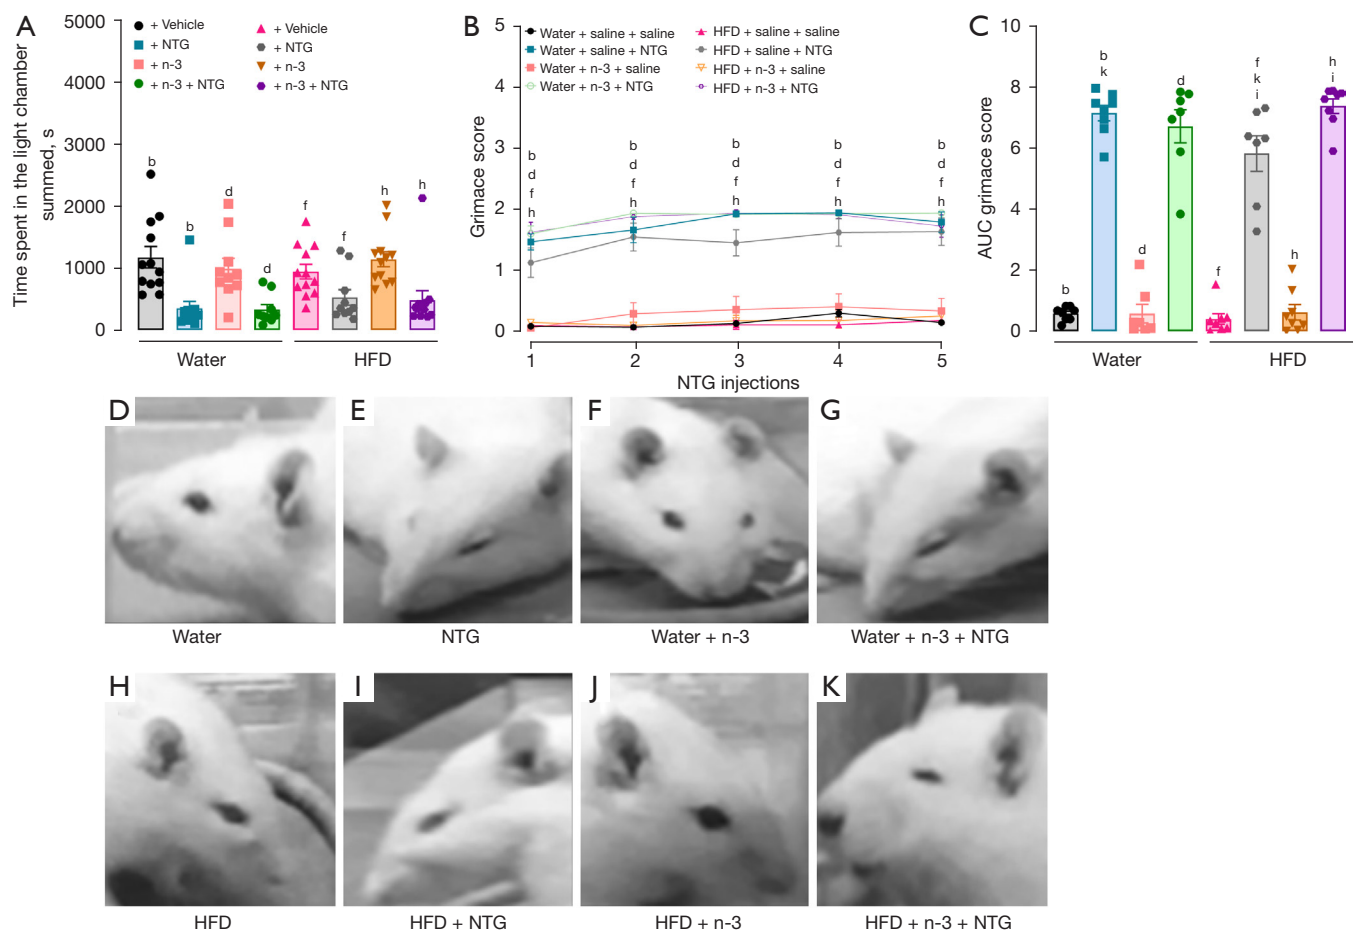 A
Time spent in the light chamber
summed, s
5000
4000
3000
2000
1000
0
+ Vehicle
+ NTG
+ n-3
+ n-3 + NTG
+ Vehicle
+ NTG
+ n-3
+ n-3 + NTG
b
b
d
d
f
f
h
h
Water
HFD
B
Grimace score
5
4
3
2
1
0
Water + saline + saline
Water + saline + NTG
Water + n-3 + saline
Water + n-3 + NTG
HFD + saline + saline
HFD + saline + NTG
HFD + n-3 + saline
HFD + n-3 + NTG
b b b b b
d d d d d
f f f f f
h h h h h
1 2 3 4 5
NTG injections
C
AUC grimace score
10
8
6
4
2
0
b
b
k
d
d
f
f
k
i
h
h
i
Water
HFD
D
Water
E
NTG
F
Water + n-3
G
Water + n-3 + NTG
H
HFD
I
HFD + NTG
J
HFD + n-3
K
HFD + n-3 + NTG